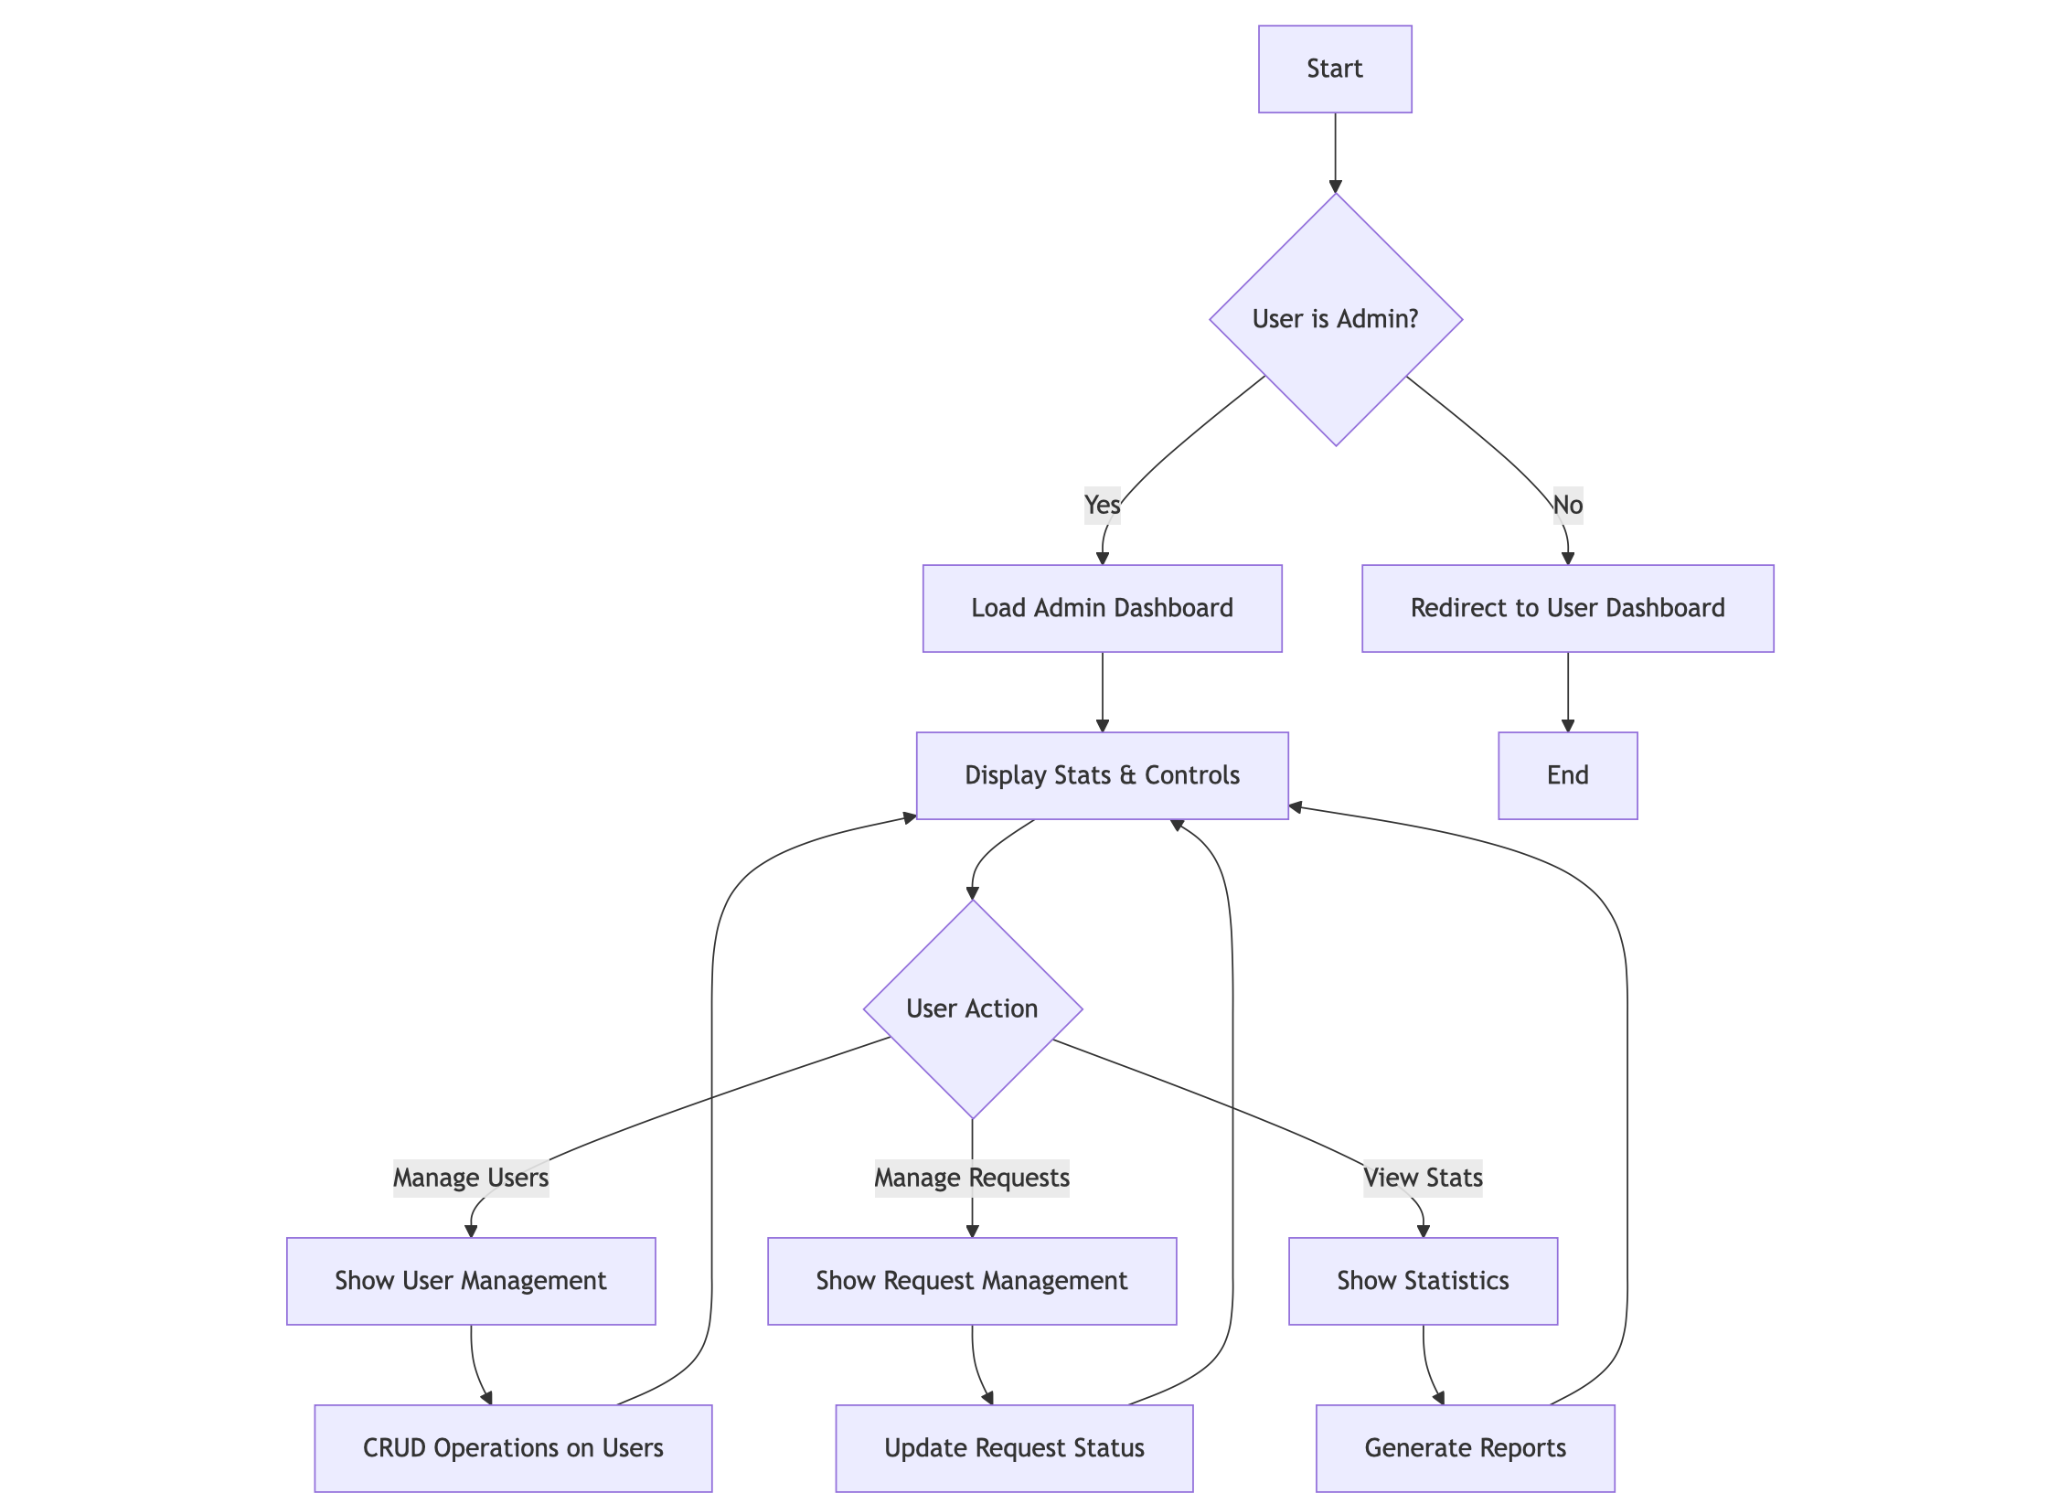 Start
User is Admin?
Yes
No
Load Admin Dashboard
Redirect to User Dashboard
Display Stats & Controls
End
User Action
Manage Users
Manage Requests
View Stats
Show User Management
Show Request Management
Show Statistics
CRUD Operations on Users
Update Request Status
Generate Reports